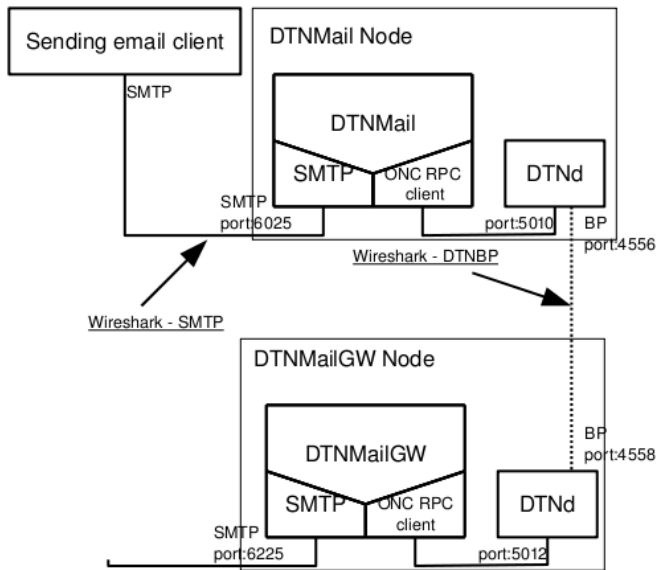 Sending email client
DTNMail Node
SMTP
DTNMail
SMTP
ONC RPC
client
DTNd
SMTP
port:6025
port:5010
BP
port:4556
Wireshark - DTNBP
Wireshark - SMTP
DTNMailGW Node
DTNMailGW
BP
port:4558
SMTP
ONC RPC
client
DTNd
SMTP
port:6225
port:5012